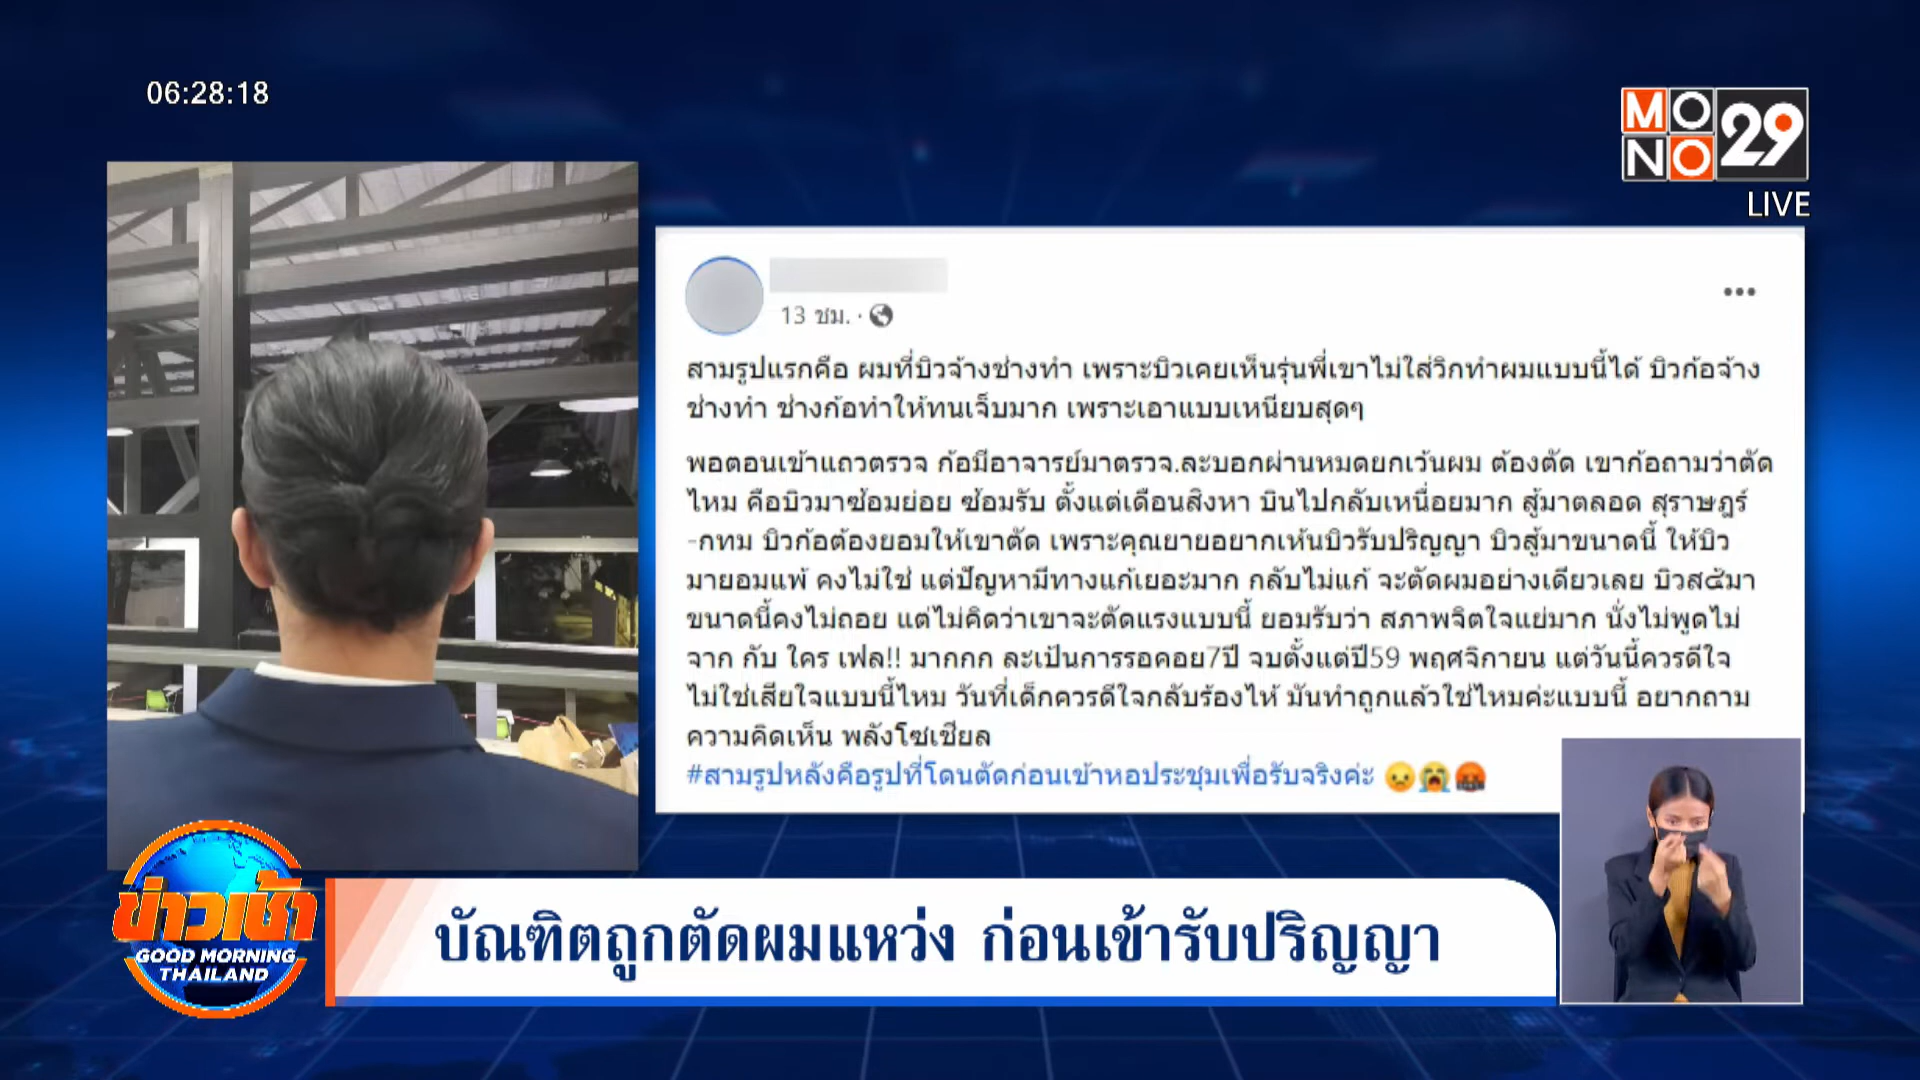 06:28:18
MONO 29
LIVE
13 ชม.
สามรูปแรกคือ ผมที่บิวจ้างช่างทำ เพราะบิวเคยเห็นรุ่นพี่เขาไม่ใส่วิกทำผมแบบนี้ได้ บิวก้อจ้าง
ช่างทำ ช่างก้อทำให้ทนเจ็บมาก เพราะเอาแบบเหนียบสุดๆ
พอตอนเข้าแถวตรวจ ก้อมีอาจารย์มาตรวจ.ละบอกผ่านหมดยกเว้นผม ต้องตัด เขาก้อถามว่าตัด
ไหม คือบิวมาซ้อมย่อย ซ้อมรับ ตั้งแต่เดือนสิงหา บินไปกลับเหนื่อยมาก สู้มาตลอด สุราษฎร์
-กทม บิวก้อต้องยอมให้เขาตัด เพราะคุณยายอยากเห้นบิวรับปริญญา บิวสู้มาขนาดนี้ ให้บิว
มายอมแพ้ คงไม่ใช่ แต่ปัญหามีทางแก้เยอะมาก กลับไม่แก้ จะตัดผมอย่างเดียวเลย บิวส๕มา
ขนาดนี้คงไม่ถอย แต่ไม่คิดว่าเขาจะตัดแรงแบบนี้ ยอมรับว่า สภาพจิตใจแย่มาก นั่งไม่พูดไม่
จาก กับ ใคร เฟล!! มากกก ละเป็นการรอคอย7ปี จบตั้งแต่ปี59 พฤศจิกายน แต่วันนี้ควรดีใจ
ไม่ใช่เสียใจแบบนี้ไหม วันที่เด็กควรดีใจกลับร้องไห้ มันทำถูกแล้วใช่ไหมค่ะแบบนี้ อยากถาม
ความคิดเห็น พลังโซเชียล
#สามรูปหลังคือรูปที่โดนตัดก่อนเข้าหอประชุมเพื่อรับจริงค่ะ 😣😭🤬
ข่าวเช้า
GOOD MORNING
THAILAND
บัณฑิตถูกตัดผมแหว่ง ก่อนเข้ารับปริญญา